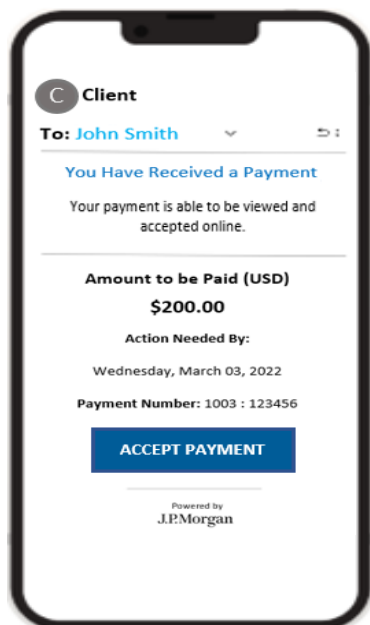 C Client
To: John Smith
You Have Received a Payment
Your payment is able to be viewed and
accepted online.
Amount to be Paid (USD)
$200.00
Action Needed By:
Wednesday, March 03, 2022
Payment Number: 1003 : 123456
ACCEPT PAYMENT
Powered by
J.P.Morgan